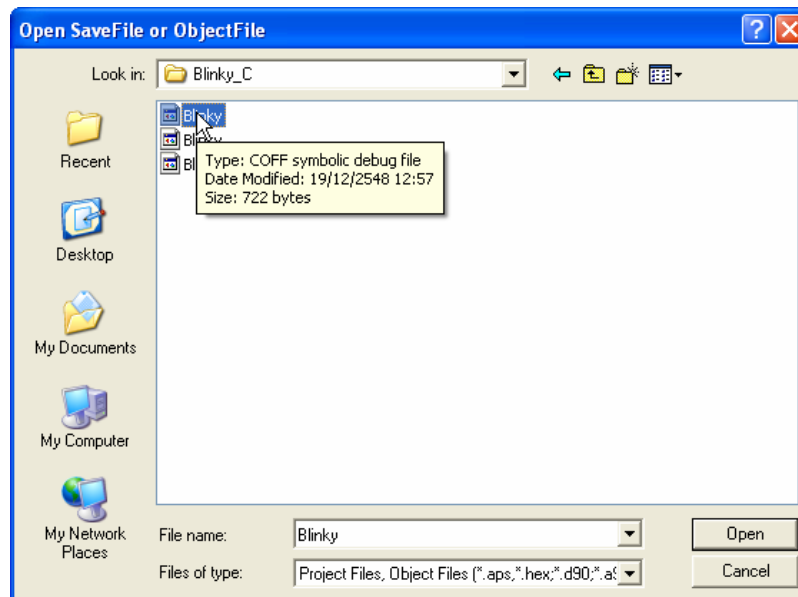 Open SaveFile or ObjectFile
Look in: Blinky_C
Blinky
Type: COFF symbolic debug file
Date Modified: 19/12/2548 12:57
Size: 722 bytes
Recent
Desktop
My Documents
My Computer
My Network
Places
File name: Blinky
Open
Files of type: Project Files, Object Files (*.aps,*.hex;*.d90;*.a
Cancel